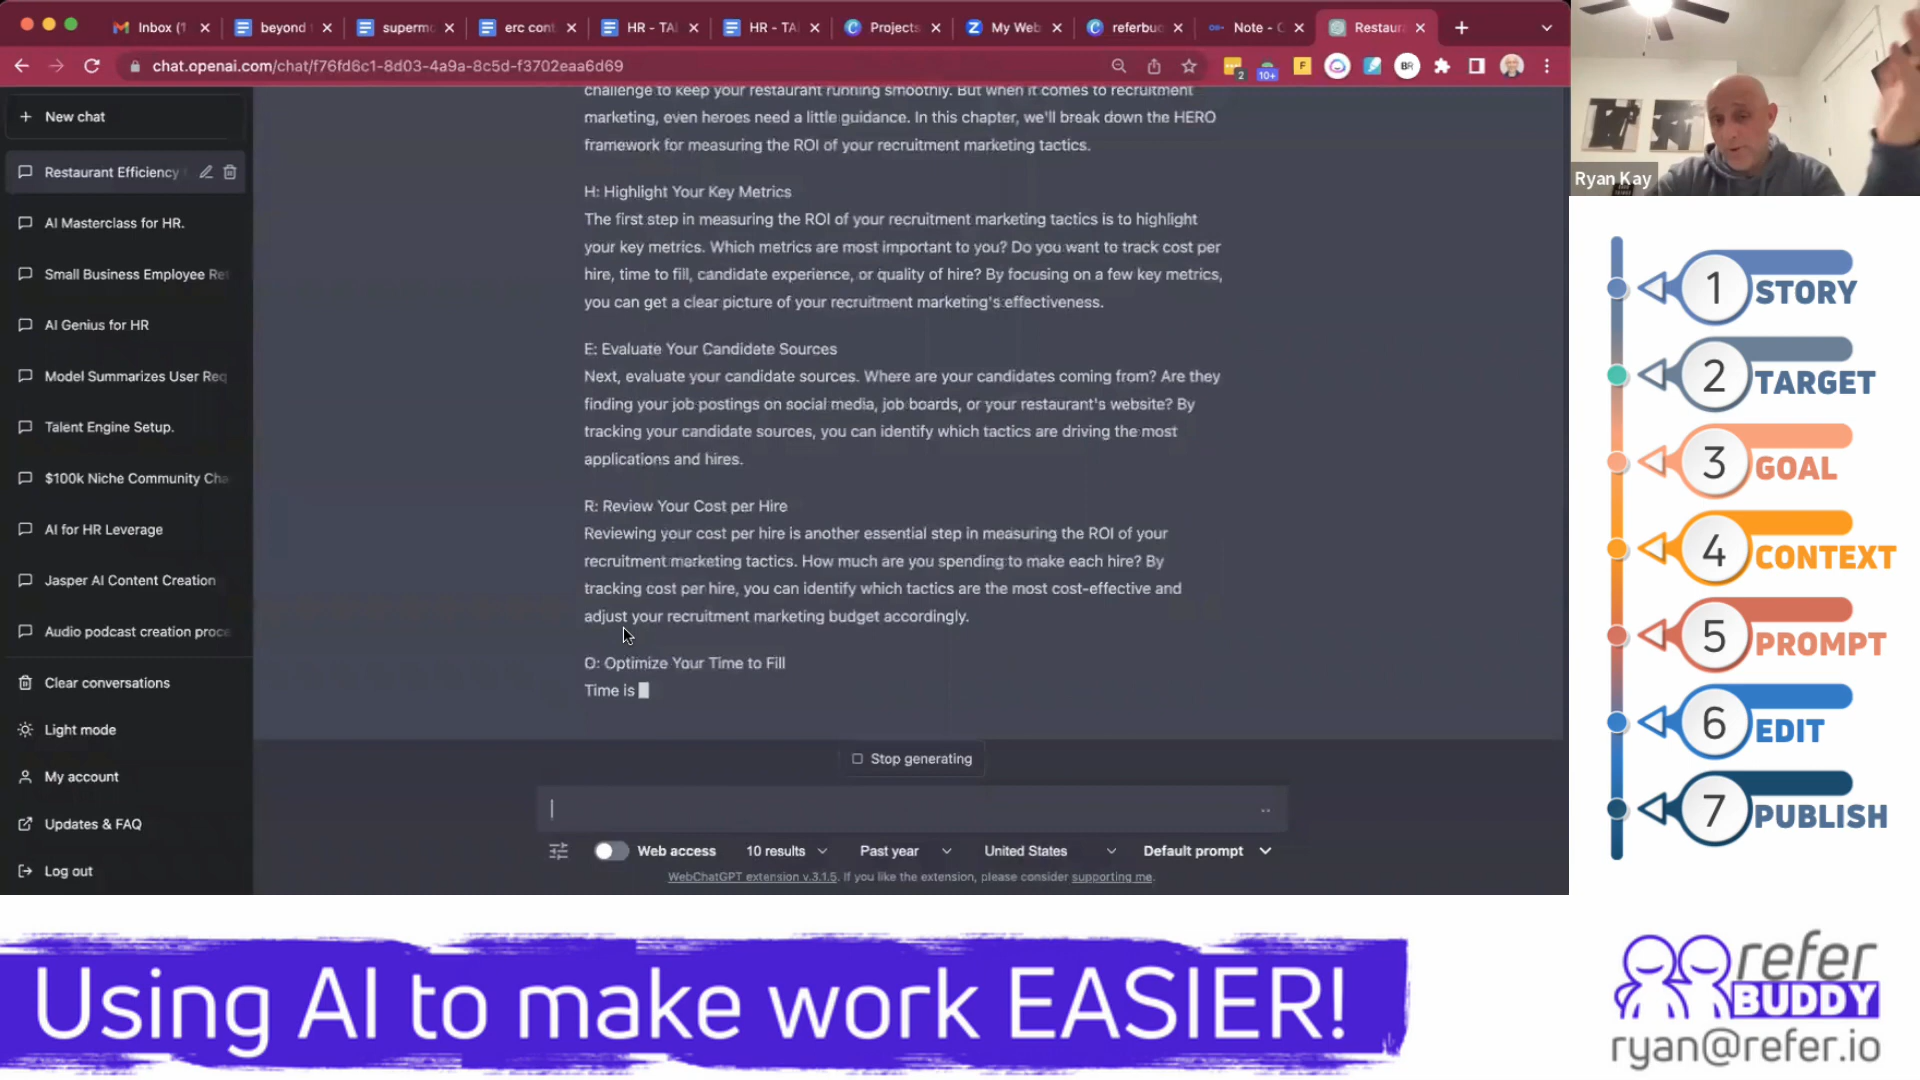 Inbox (1
beyond
supermo
erc cont
HR - TAL
HR - TAL
Projects
My Web
referbud
Note - C
Restaura
chat.openai.com/chat/f76fd6c1-8d03-4a9a-8c5d-f3702eaa6d69
2
10+
F
BR
New chat
Restaurant Efficiency
AI Masterclass for HR.
Small Business Employee Re
AI Genius for HR
Model Summarizes User Req
Talent Engine Setup.
$100k Niche Community Cha
AI for HR Leverage
Jasper AI Content Creation
Audio podcast creation proce
Clear conversations
Light mode
My account
Updates & FAQ
Log out
challenge to keep your restaurant running smoothly. But when it comes to recruitment
marketing, even heroes need a little guidance. In this chapter, we'll break down the HERO
framework for measuring the ROI of your recruitment marketing tactics.
H: Highlight Your Key Metrics
The first step in measuring the ROI of your recruitment marketing tactics is to highlight
your key metrics. Which metrics are most important to you? Do you want to track cost per
hire, time to fill, candidate experience, or quality of hire? By focusing on a few key metrics,
you can get a clear picture of your recruitment marketing's effectiveness.
E: Evaluate Your Candidate Sources
Next, evaluate your candidate sources. Where are your candidates coming from? Are they
finding your job postings on social media, job boards, or your restaurant's website? By
tracking your candidate sources, you can identify which tactics are driving the most
applications and hires.
R: Review Your Cost per Hire
Reviewing your cost per hire is another essential step in measuring the ROI of your
recruitment marketing tactics. How much are you spending to make each hire? By
tracking cost per hire, you can identify which tactics are the most cost-effective and
adjust your recruitment marketing budget accordingly.
O: Optimize Your Time to Fill
Time is
Stop generating
Web access
10 results
Past year
United States
Default prompt
WebChatGPT extension v.3.1.5. If you like the extension, please consider supporting me.
Ryan Kay
1 STORY
2 TARGET
3 GOAL
4 CONTEXT
5 PROMPT
6 EDIT
7 PUBLISH
Using AI to make work EASIER!
refer
BUDDY
ryan@refer.io